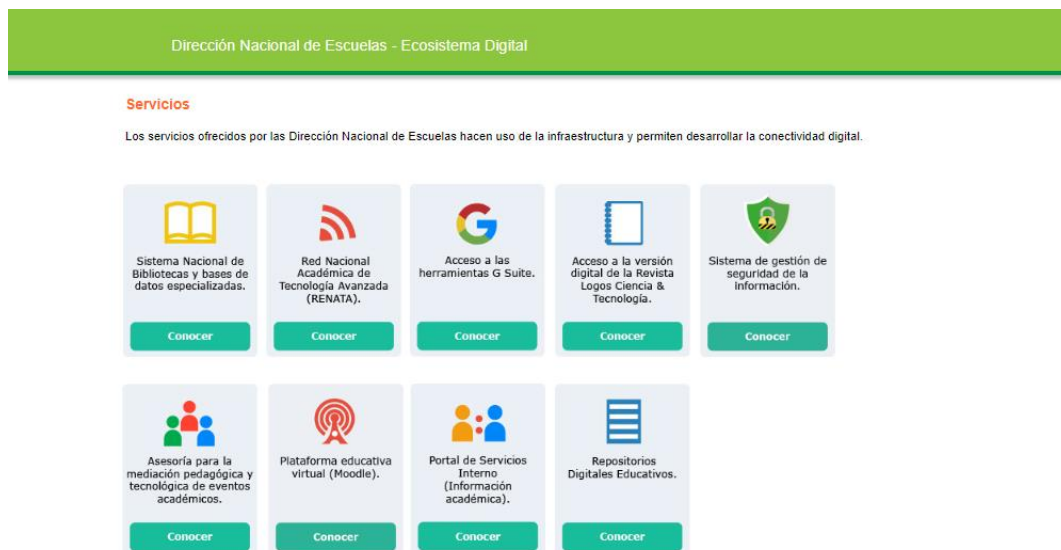 Dirección Nacional de Escuelas - Ecosistema Digital
Servicios
Los servicios ofrecidos por las Dirección Nacional de Escuelas hacen uso de la infraestructura y permiten desarrollar la conectividad digital.
Sistema Nacional de
Bibliotecas y bases de
datos especializadas.
Conocer
Red Nacional
Académica de
Tecnología Avanzada
(RENATA).
Conocer
Acceso a las
herramientas G Suite.
Conocer
Acceso a la versión
digital de la Revista
Logos Ciencia &
Tecnología.
Conocer
Sistema de gestión de
seguridad de la
información.
Conocer
Asesoría para la
mediación pedagógica y
tecnológica de eventos
académicos.
Conocer
Plataforma educativa
virtual (Moodle).
Conocer
Portal de Servicios
Interno
(Información
académica).
Conocer
Repositorios
Digitales Educativos.
Conocer